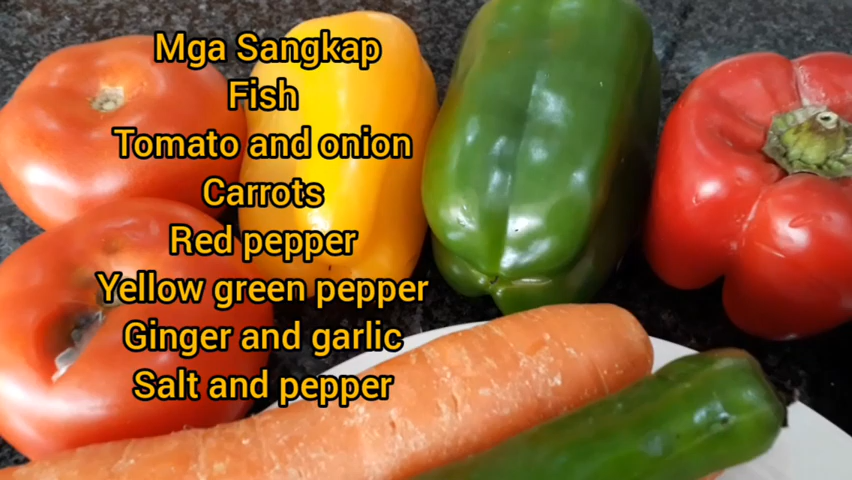 Mga Sangkap
Fish
Tomato and onion
Carrots
Red pepper
Yellow green pepper
Ginger and garlic
Salt and pepper